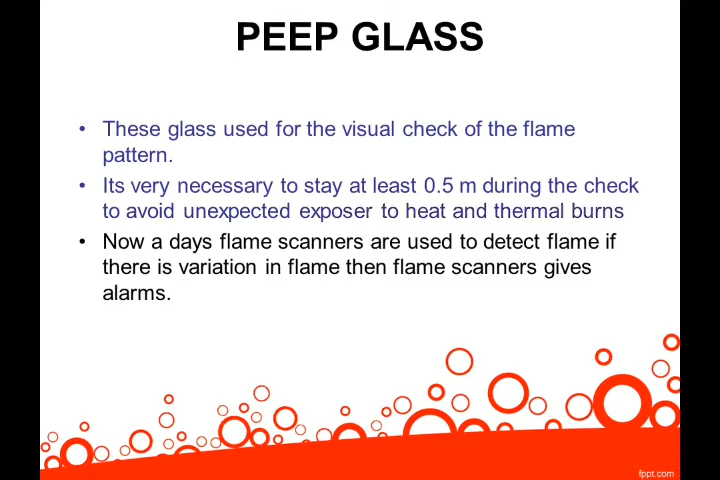 PEEP GLASS
• These glass used for the visual check of the flame
pattern.
• Its very necessary to stay at least 0.5 m during the check
to avoid unexpected exposer to heat and thermal burns
• Now a days flame scanners are used to detect flame if
there is variation in flame then flame scanners gives
alarms.
fppt.com